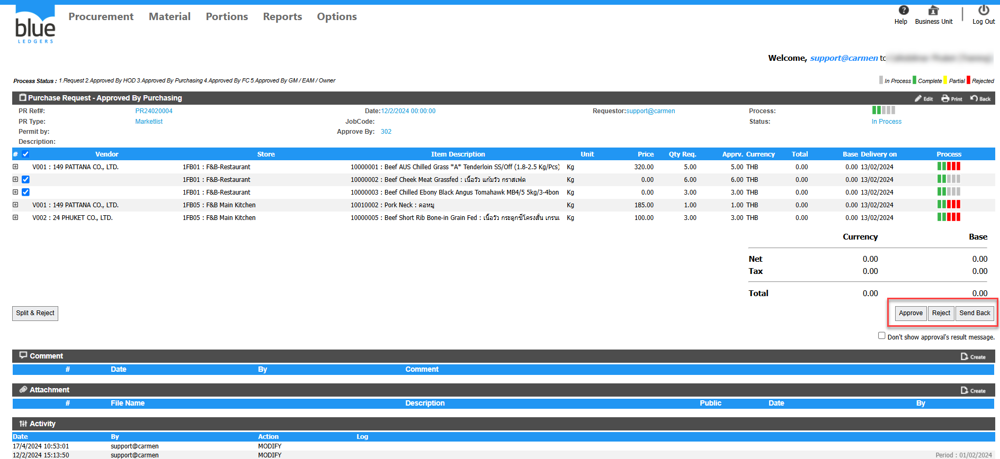 blue
LEDGERS
Procurement Material Portions Reports Options
Help Business Unit Log Out
Welcome, support@carmen to
Process Status : 1.Request 2.Approved By HOD 3.Approved By Purchasing 4.Approved By FC 5.Approved By GM / EAM / Owner
In Process Complete Partial Rejected
Purchase Request - Approved By Purchasing Edit Print Back
PR Ref#: PR24020004 Date: 12/2/2024 00:00:00 Requestor: support@carmen Process:
PR Type: Marketlist JobCode: Status: In Process
Permit by: Approve By: 302
Description:
# Vendor Store Item Description Unit Price Qty Req. Apprv. Currency Total Base Delivery on Process
V001 : 149 PATTANA CO., LTD. 1FB01 : F&B-Restaurant 10000001 : Beef AUS Chilled Grass *A* Tenderloin SS/Off (1.8-2.5 Kg/Pcs) Kg 320.00 5.00 5.00 THB 0.00 0.00 13/02/2024
1FB01 : F&B-Restaurant 10000002 : Beef Cheek Meat Grassfed : เนื้อวัว แก้มวัว กราสเฟด Kg 0.00 6.00 6.00 THB 0.00 0.00 13/02/2024
1FB01 : F&B-Restaurant 10000003 : Beef Chilled Ebony Black Angus Tomahawk MB4/5 5kg/3-4bon Kg 0.00 3.00 3.00 THB 0.00 0.00 13/02/2024
V001 : 149 PATTANA CO., LTD. 1FB05 : F&B Main Kitchen 10010002 : Pork Neck : คอหมู Kg 185.00 1.00 1.00 THB 0.00 0.00 13/02/2024
V002 : 24 PHUKET CO., LTD. 1FB05 : F&B Main Kitchen 10000005 : Beef Short Rib Bone-in Grain Fed : เนื้อวัว กระดูกซี่โครงสั้น เกรนเ Kg 100.00 3.00 3.00 THB 0.00 0.00 13/02/2024
Currency Base
Net 0.00 0.00
Tax 0.00 0.00
Total 0.00 0.00
Split & Reject Approve Reject Send Back
Don't show approval's result message.
Comment Create
# Date By Comment
Attachment Create
# File Name Description Public Date By
Activity
Date By Action Log
17/4/2024 10:53:01 support@carmen MODIFY
12/2/2024 15:13:50 support@carmen MODIFY
Period : 01/02/2024